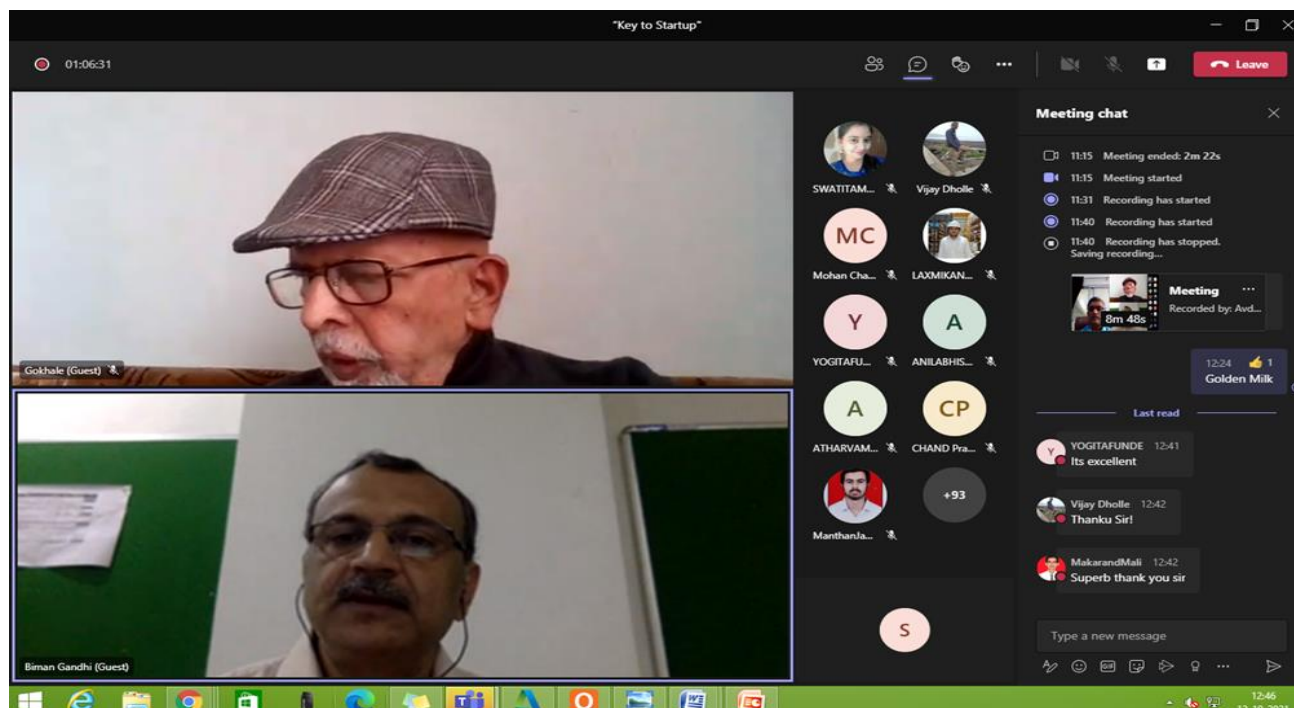 "Key to Startup"
01:06:31
Leave
Gokhale (Guest)
Biman Gandhi (Guest)
SWATITAM...
Vijay Dholle
MC
Mohan Cha...
LAXMIKAN...
Y
YOGITAFU...
A
ANILABHIS...
A
ATHARVAM...
CP
CHAND Pra...
ManthanJa...
+93
S
Meeting chat
11:15 Meeting ended: 2m 22s
11:15 Meeting started
11:31 Recording has started
11:40 Recording has started
11:40 Recording has stopped.
Saving recording...
Meeting
Recorded by: Avd...
8m 48s
12:24 👍 1
Golden Milk
Last read
Y
YOGITAFUNDE 12:41
Its excellent
Vijay Dholle 12:42
Thanku Sir!
MakarandMali 12:42
Superb thank you sir
Type a new message
GIF
12:46